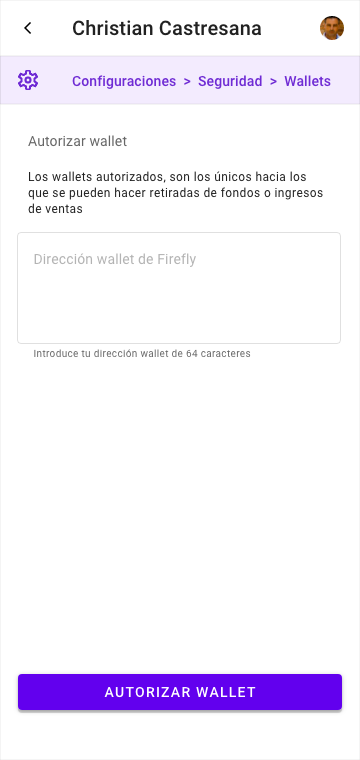 Christian Castresana
Configuraciones > Seguridad > Wallets
Autorizar wallet
Los wallets autorizados, son los únicos hacia los
que se pueden hacer retiradas de fondos o ingresos
de ventas
Dirección wallet de Firefly
Introduce tu dirección wallet de 64 caracteres
AUTORIZAR WALLET